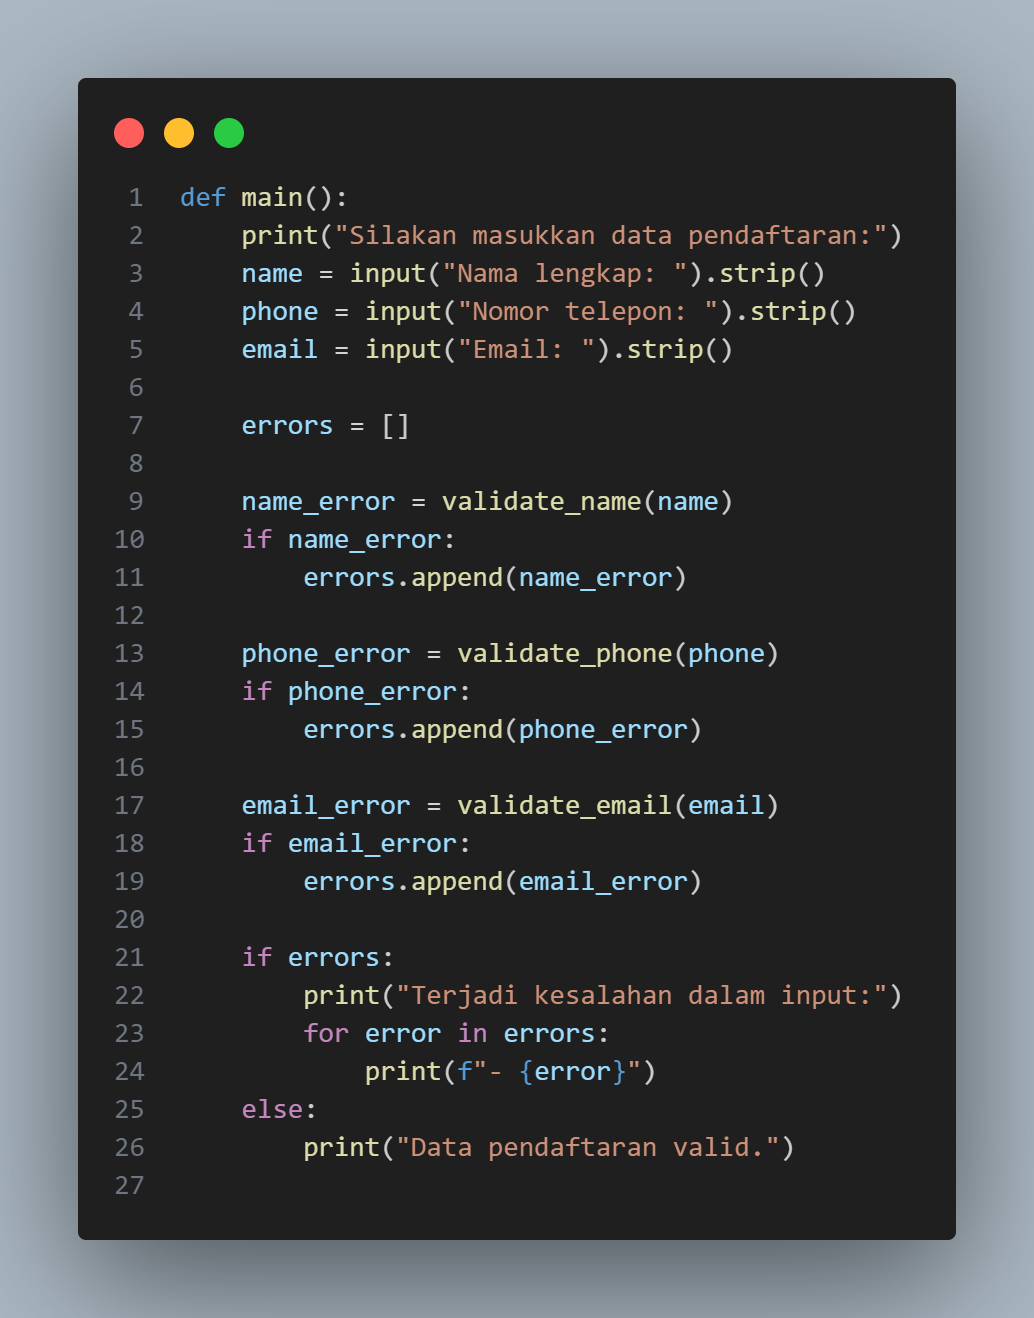 1 def main():
2     print("Silakan masukkan data pendaftaran:")
3     name = input("Nama lengkap: ").strip()
4     phone = input("Nomor telepon: ").strip()
5     email = input("Email: ").strip()
6
7     errors = []
8
9     name_error = validate_name(name)
10     if name_error:
11         errors.append(name_error)
12
13     phone_error = validate_phone(phone)
14     if phone_error:
15         errors.append(phone_error)
16
17     email_error = validate_email(email)
18     if email_error:
19         errors.append(email_error)
20
21     if errors:
22         print("Terjadi kesalahan dalam input:")
23         for error in errors:
24             print(f"- {error}")
25     else:
26         print("Data pendaftaran valid.")
27